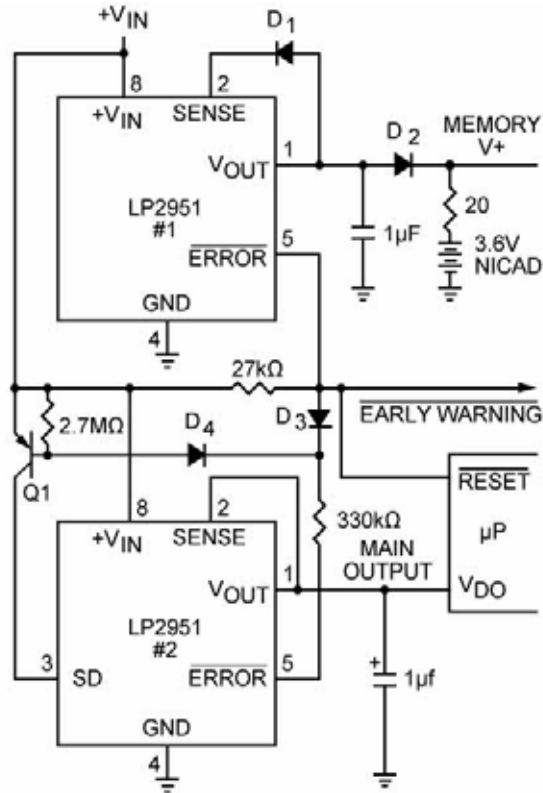 +VIN
D1
8
2
+VIN
SENSE
D2
MEMORY
V+
VOUT
1
LP2951
#1
20
1µF
3.6V
NICAD
ERROR
5
GND
4
27kΩ
2.7MΩ
D4
D3
EARLY WARNING
Q1
8
2
330kΩ
RESET
+VIN
SENSE
µP
MAIN
OUTPUT
VOUT
1
VDO
LP2951
#2
3
SD
ERROR
5
+
1µf
GND
4